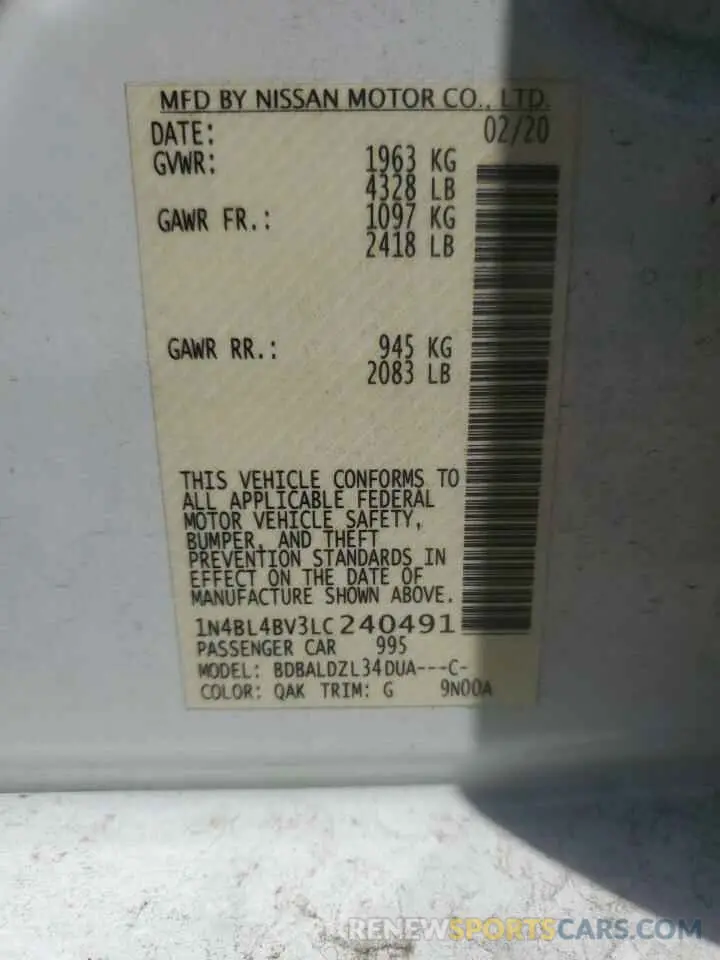 MFD BY NISSAN MOTOR CO., LTD.
DATE: 02/20
GVWR: 1963 KG
4328 LB
GAWR FR.: 1097 KG
2418 LB
GAWR RR.: 945 KG
2083 LB
THIS VEHICLE CONFORMS TO
ALL APPLICABLE FEDERAL
MOTOR VEHICLE SAFETY,
BUMPER, AND THEFT
PREVENTION STANDARDS IN
EFFECT ON THE DATE OF
MANUFACTURE SHOWN ABOVE.
1N4BL4BV3LC240491
PASSENGER CAR 995
MODEL: BDBALDZL34DUA---C-
COLOR: QAK TRIM: G 9N00A
RENEWSPORTSCARS.COM